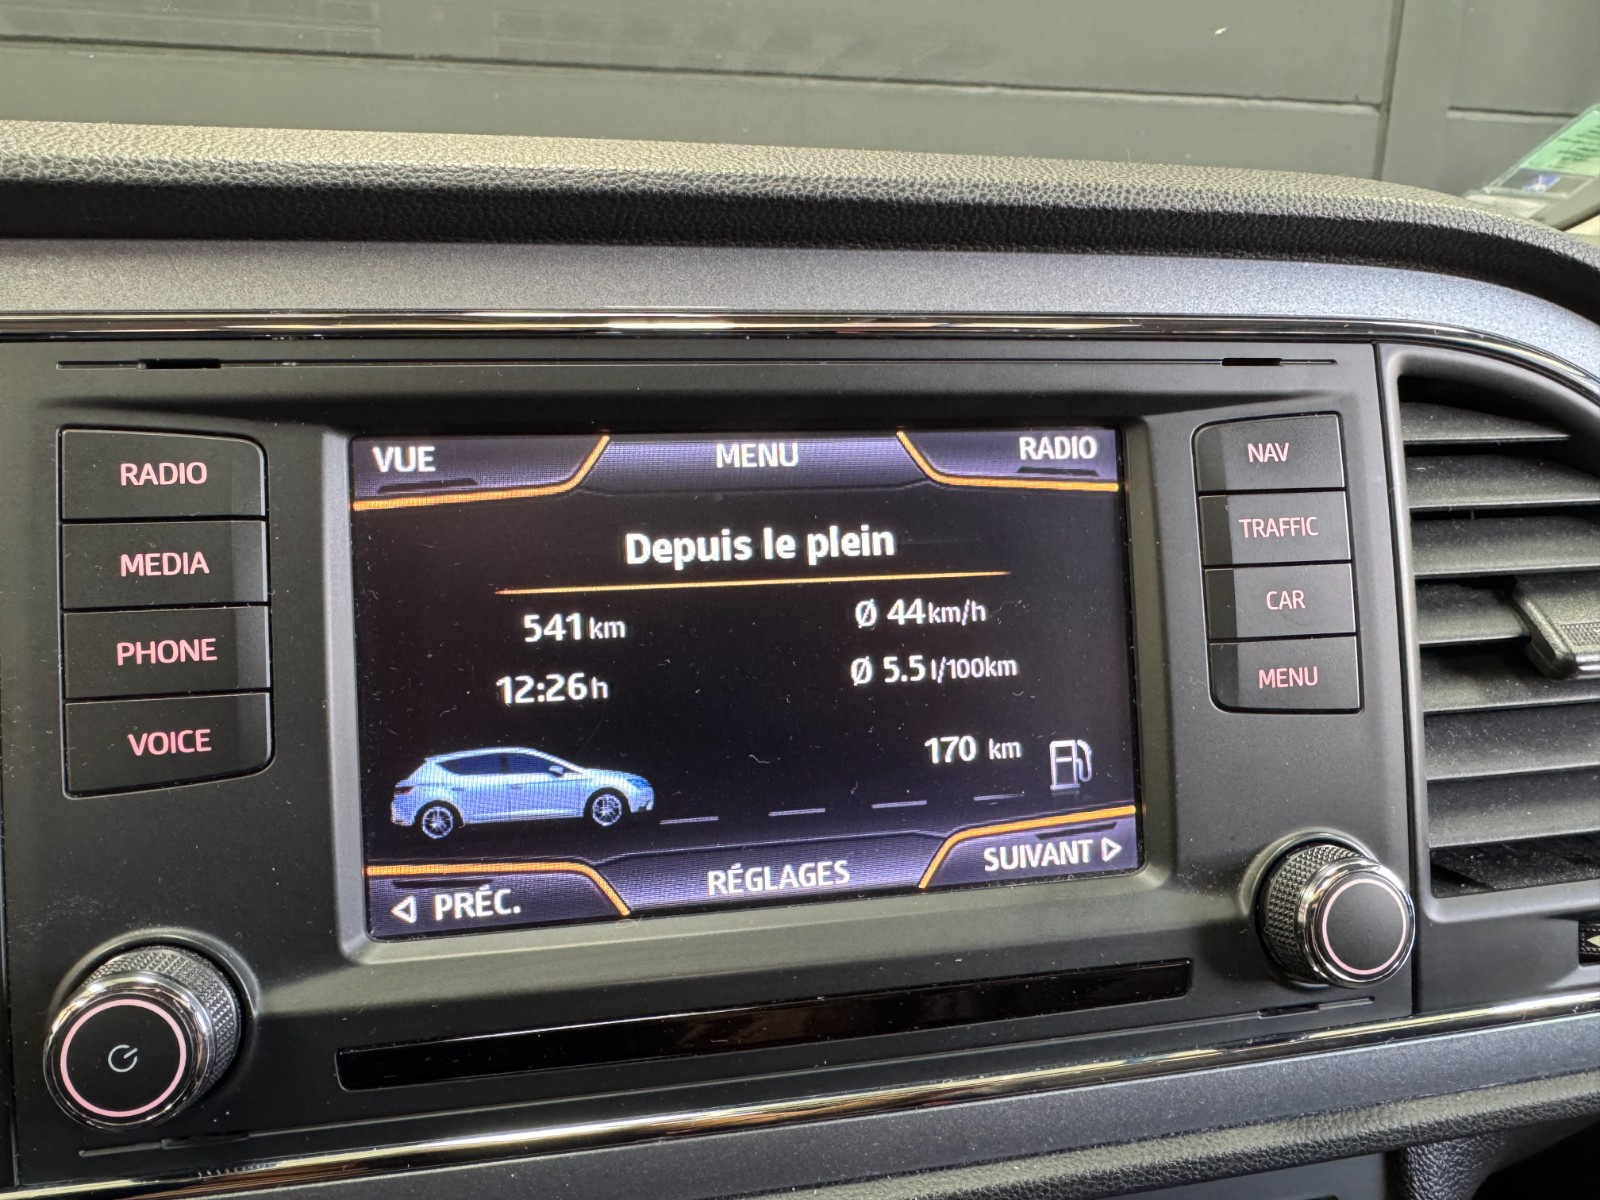 RADIO
MEDIA
PHONE
VOICE
VUE
MENU
RADIO
Depuis le plein
541 km
Ø 44 km/h
12:26 h
Ø 5.5 l/100km
170 km
PRÉC.
RÉGLAGES
SUIVANT
NAV
TRAFFIC
CAR
MENU